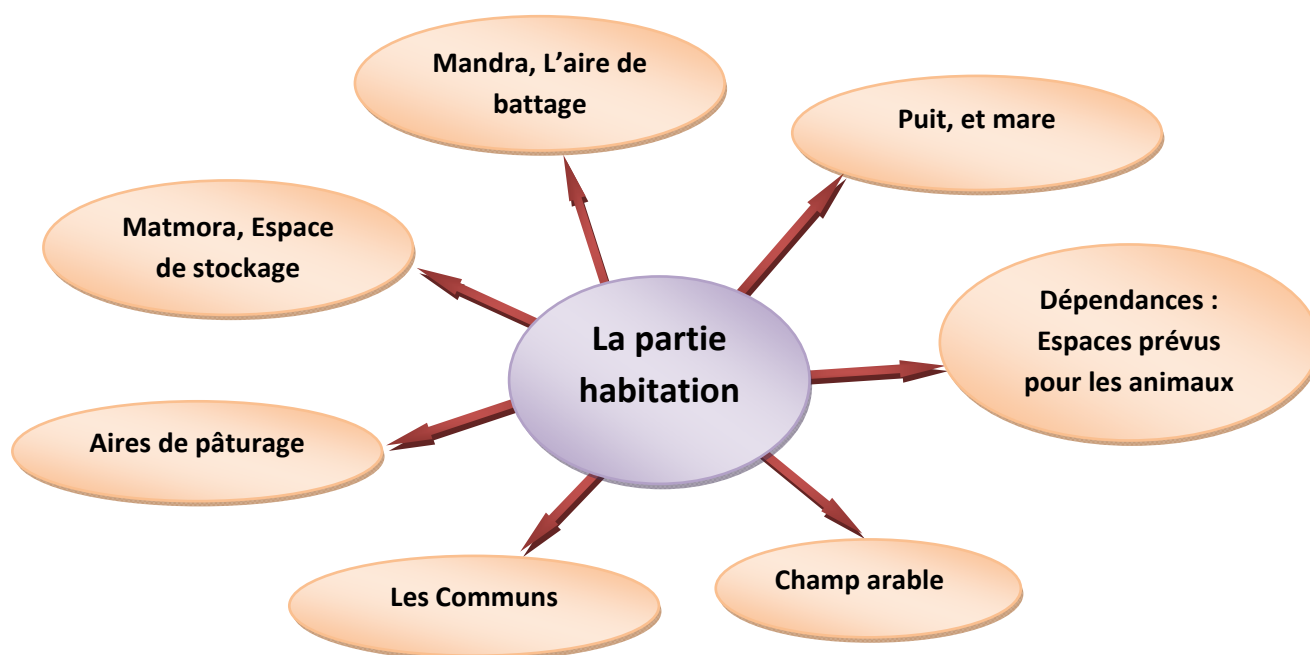 Mandra, L’aire de
battage
Puit, et mare
Matmora, Espace
de stockage
Dépendances :
Espaces prévus
pour les animaux
La partie
habitation
Aires de pâturage
Les Communs
Champ arable